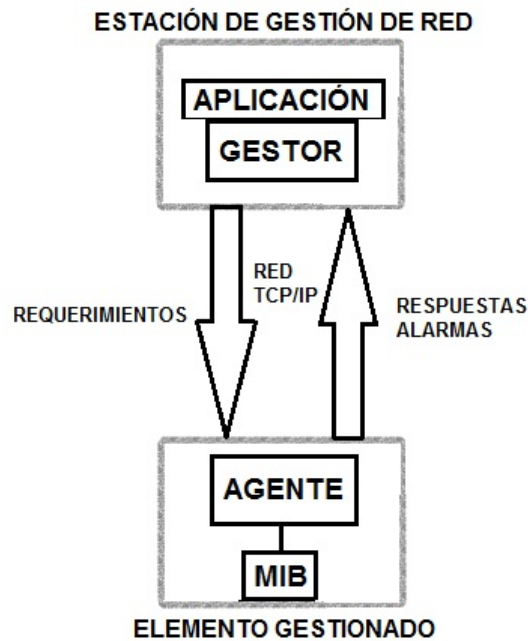 ESTACIÓN DE GESTIÓN DE RED
APLICACIÓN
GESTOR
RED
TCP/IP
REQUERIMIENTOS
RESPUESTAS
ALARMAS
AGENTE
MIB
ELEMENTO GESTIONADO